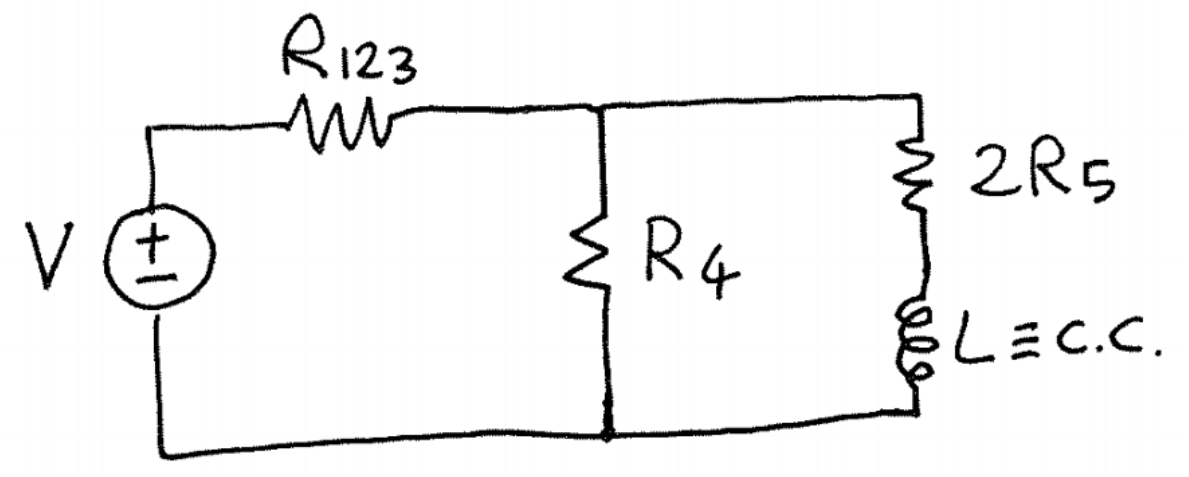 R123
2R5
V
+
−
R4
L ≡ C.C.